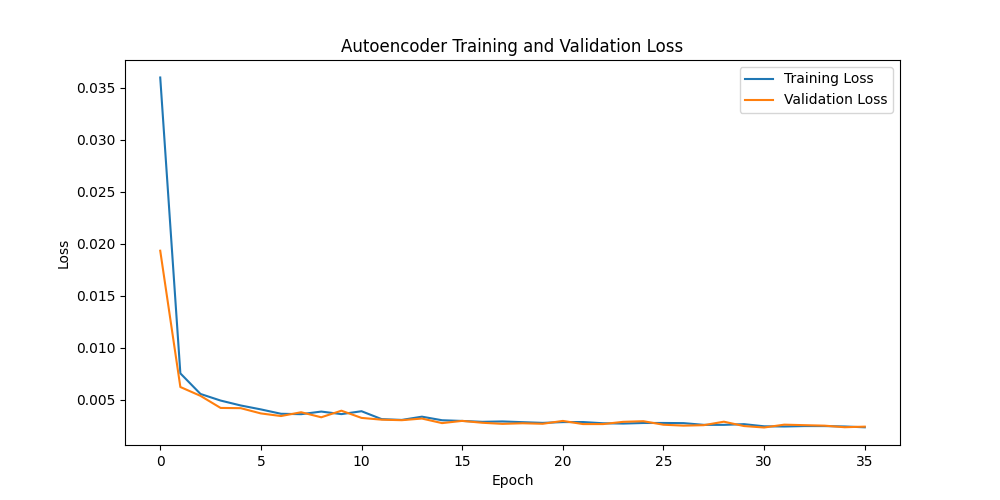 Autoencoder Training and Validation Loss
Training Loss
Validation Loss
0.035
0.030
0.025
0.020
0.015
0.010
0.005
Loss
0 5 10 15 20 25 30 35
Epoch